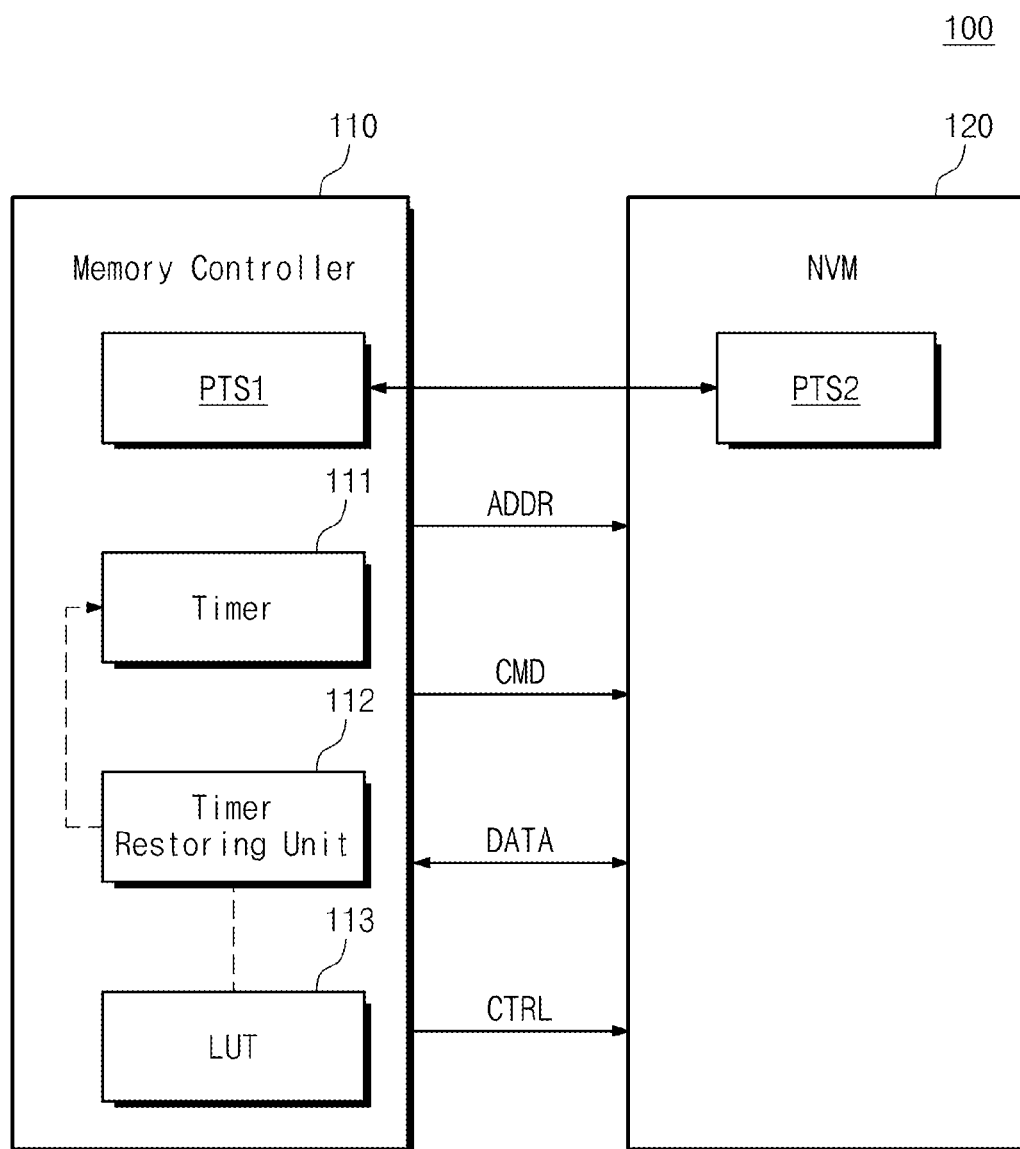 100
110
120
Memory Controller
NVM
PTS1
PTS2
111
ADDR
Timer
CMD
112
Timer
Restoring Unit
DATA
113
CTRL
LUT